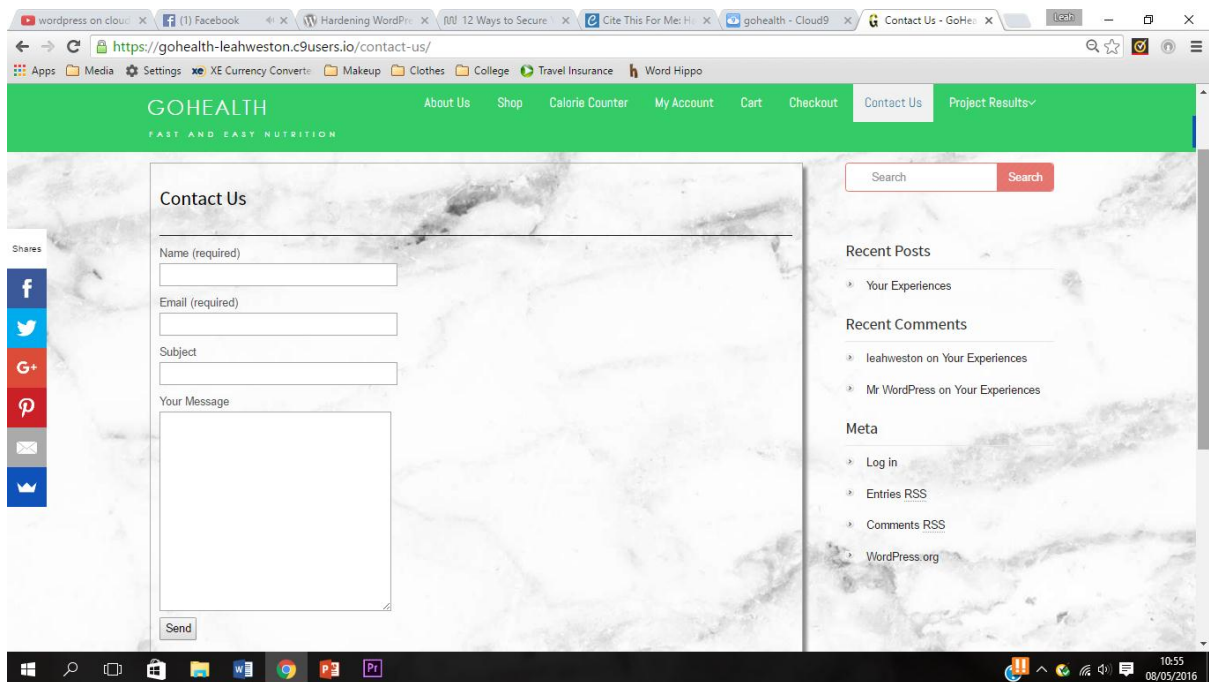 wordpress on cloud
(1) Facebook
Hardening WordPre
12 Ways to Secure
Cite This For Me: H
gohealth - Cloud9
Contact Us - GoHea
Leah
https://gohealth-leahweston.c9users.io/contact-us/
Apps Media Settings xe XE Currency Converte Makeup Clothes College Travel Insurance h Word Hippo
GOHEALTH
FAST AND EASY NUTRITION
About Us Shop Calorie Counter My Account Cart Checkout Contact Us Project Results
Shares
f
G+
Contact Us
Name (required)
Email (required)
Subject
Your Message
Send
Search Search
Recent Posts
Your Experiences
Recent Comments
leahweston on Your Experiences
Mr WordPress on Your Experiences
Meta
Log in
Entries RSS
Comments RSS
WordPress.org
10:55
08/05/2016